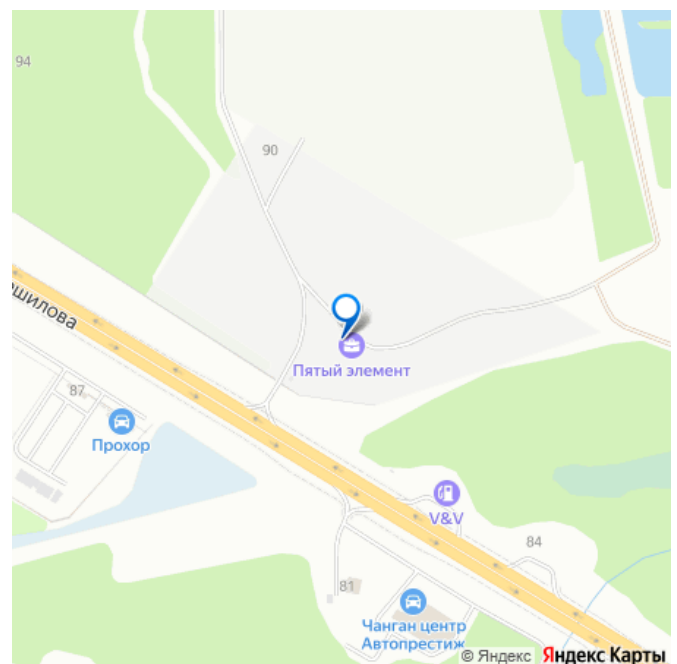 94
90
шилова
Пятый элемент
87
Прохор
V&V
84
81
Чанган центр
Автопрестиж
© Яндекс Яндекс Карты